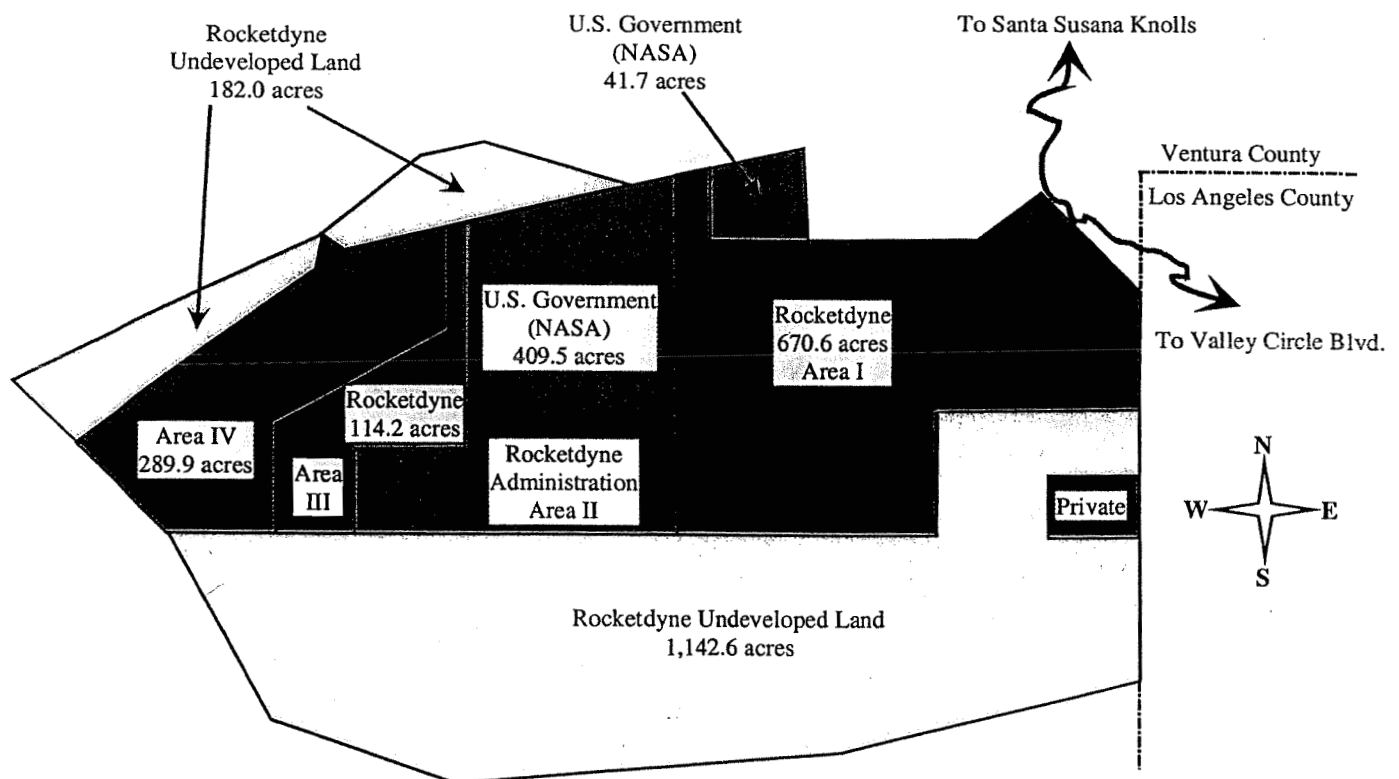 Rocketdyne
Undeveloped Land
182.0 acres
U.S. Government
(NASA)
41.7 acres
To Santa Susana Knolls
Ventura County
Los Angeles County
To Valley Circle Blvd.
U.S. Government
(NASA)
409.5 acres
Rocketdyne
670.6 acres
Area I
Rocketdyne
114.2 acres
Area IV
289.9 acres
Area
III
Rocketdyne
Administration
Area II
Private
N
W
E
S
Rocketdyne Undeveloped Land
1,142.6 acres